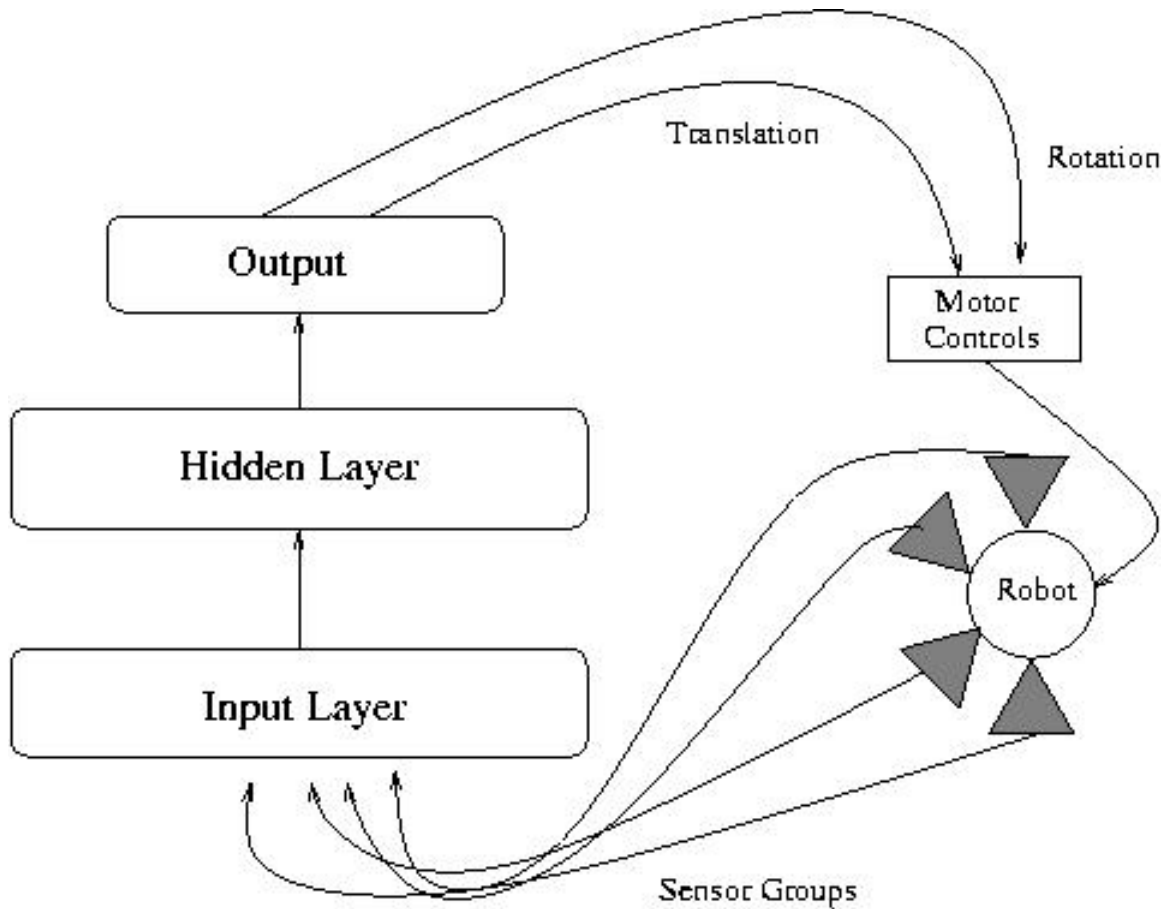 Translation
Rotation
Output
Motor
Controls
Hidden Layer
Robot
Input Layer
Sensor Groups